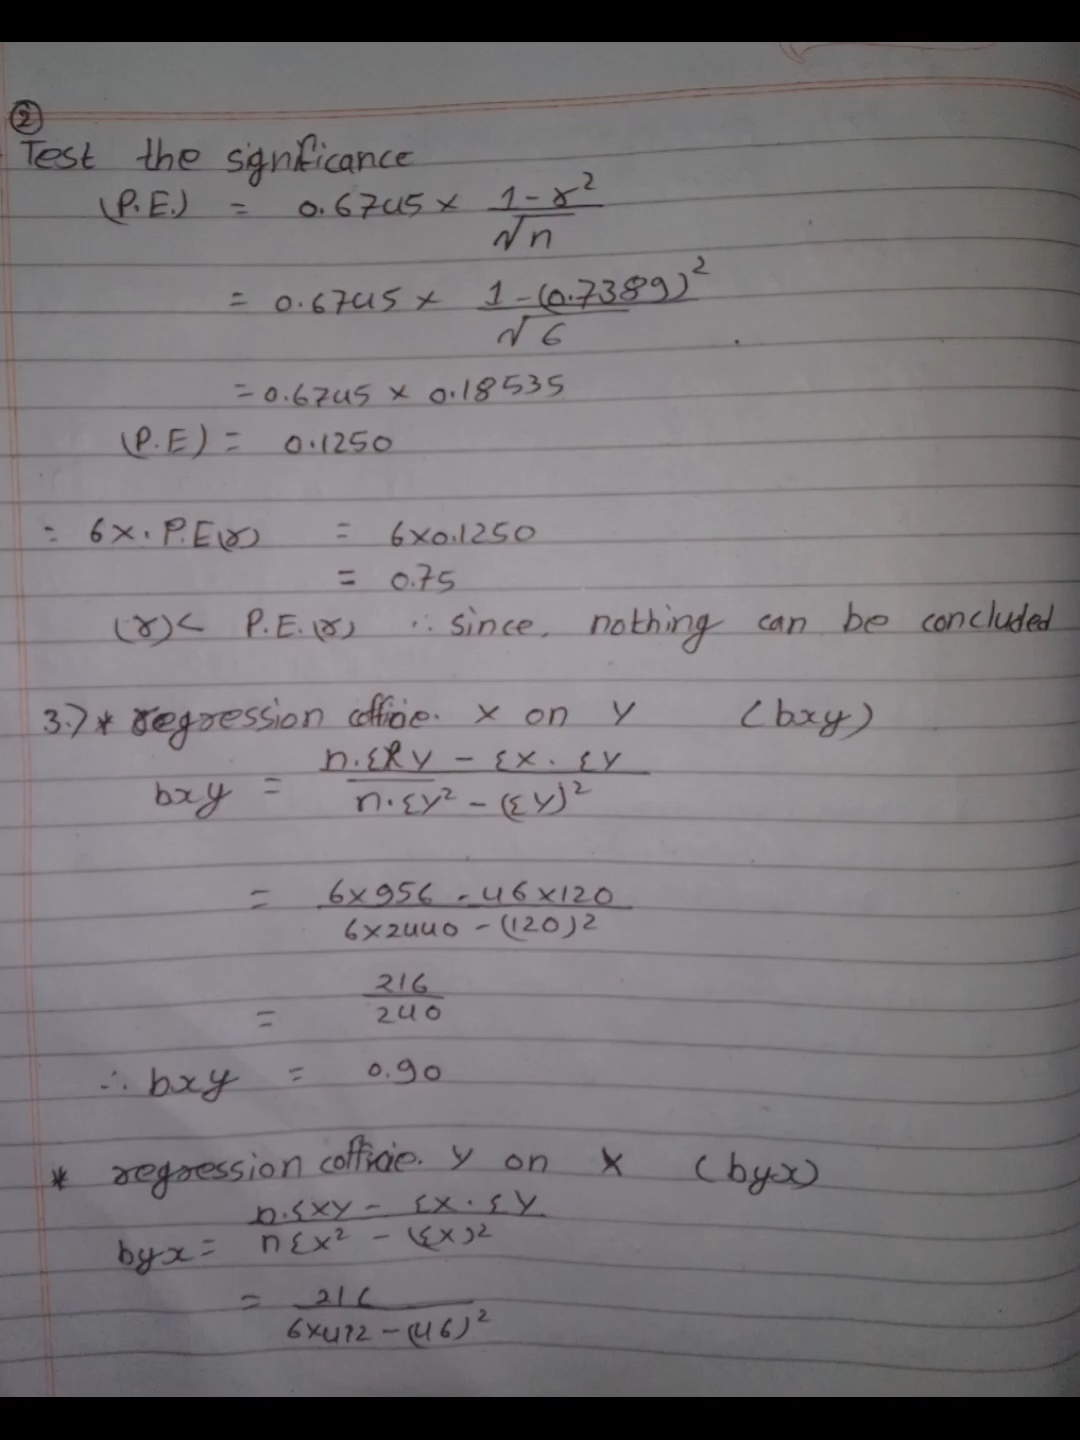 ②
Test the significance
(P.E.) = 0.6745 × 1-r² / √n
= 0.6745 × 1-(0.7389)² / √6
= 0.6745 × 0.18535
(P.E) = 0.1250
= 6×. P.E(r) = 6×0.1250
= 0.75
(r)< P.E.(r) ∴ since, nothing can be concluded
3.)* regression X on Y (bxy)
bxy = n.ΣXY - ΣX. ΣY / n.ΣY² - (ΣY)²
= 6×956 - 46×120 / 6×2440 - (120)²
= 216 / 240
∴ bxy = 0.90
* regression Y on X (byx)
byx = n.ΣXY - ΣX. ΣY / nΣX² - (ΣX)²
= 216 / 6×412 - (46)²